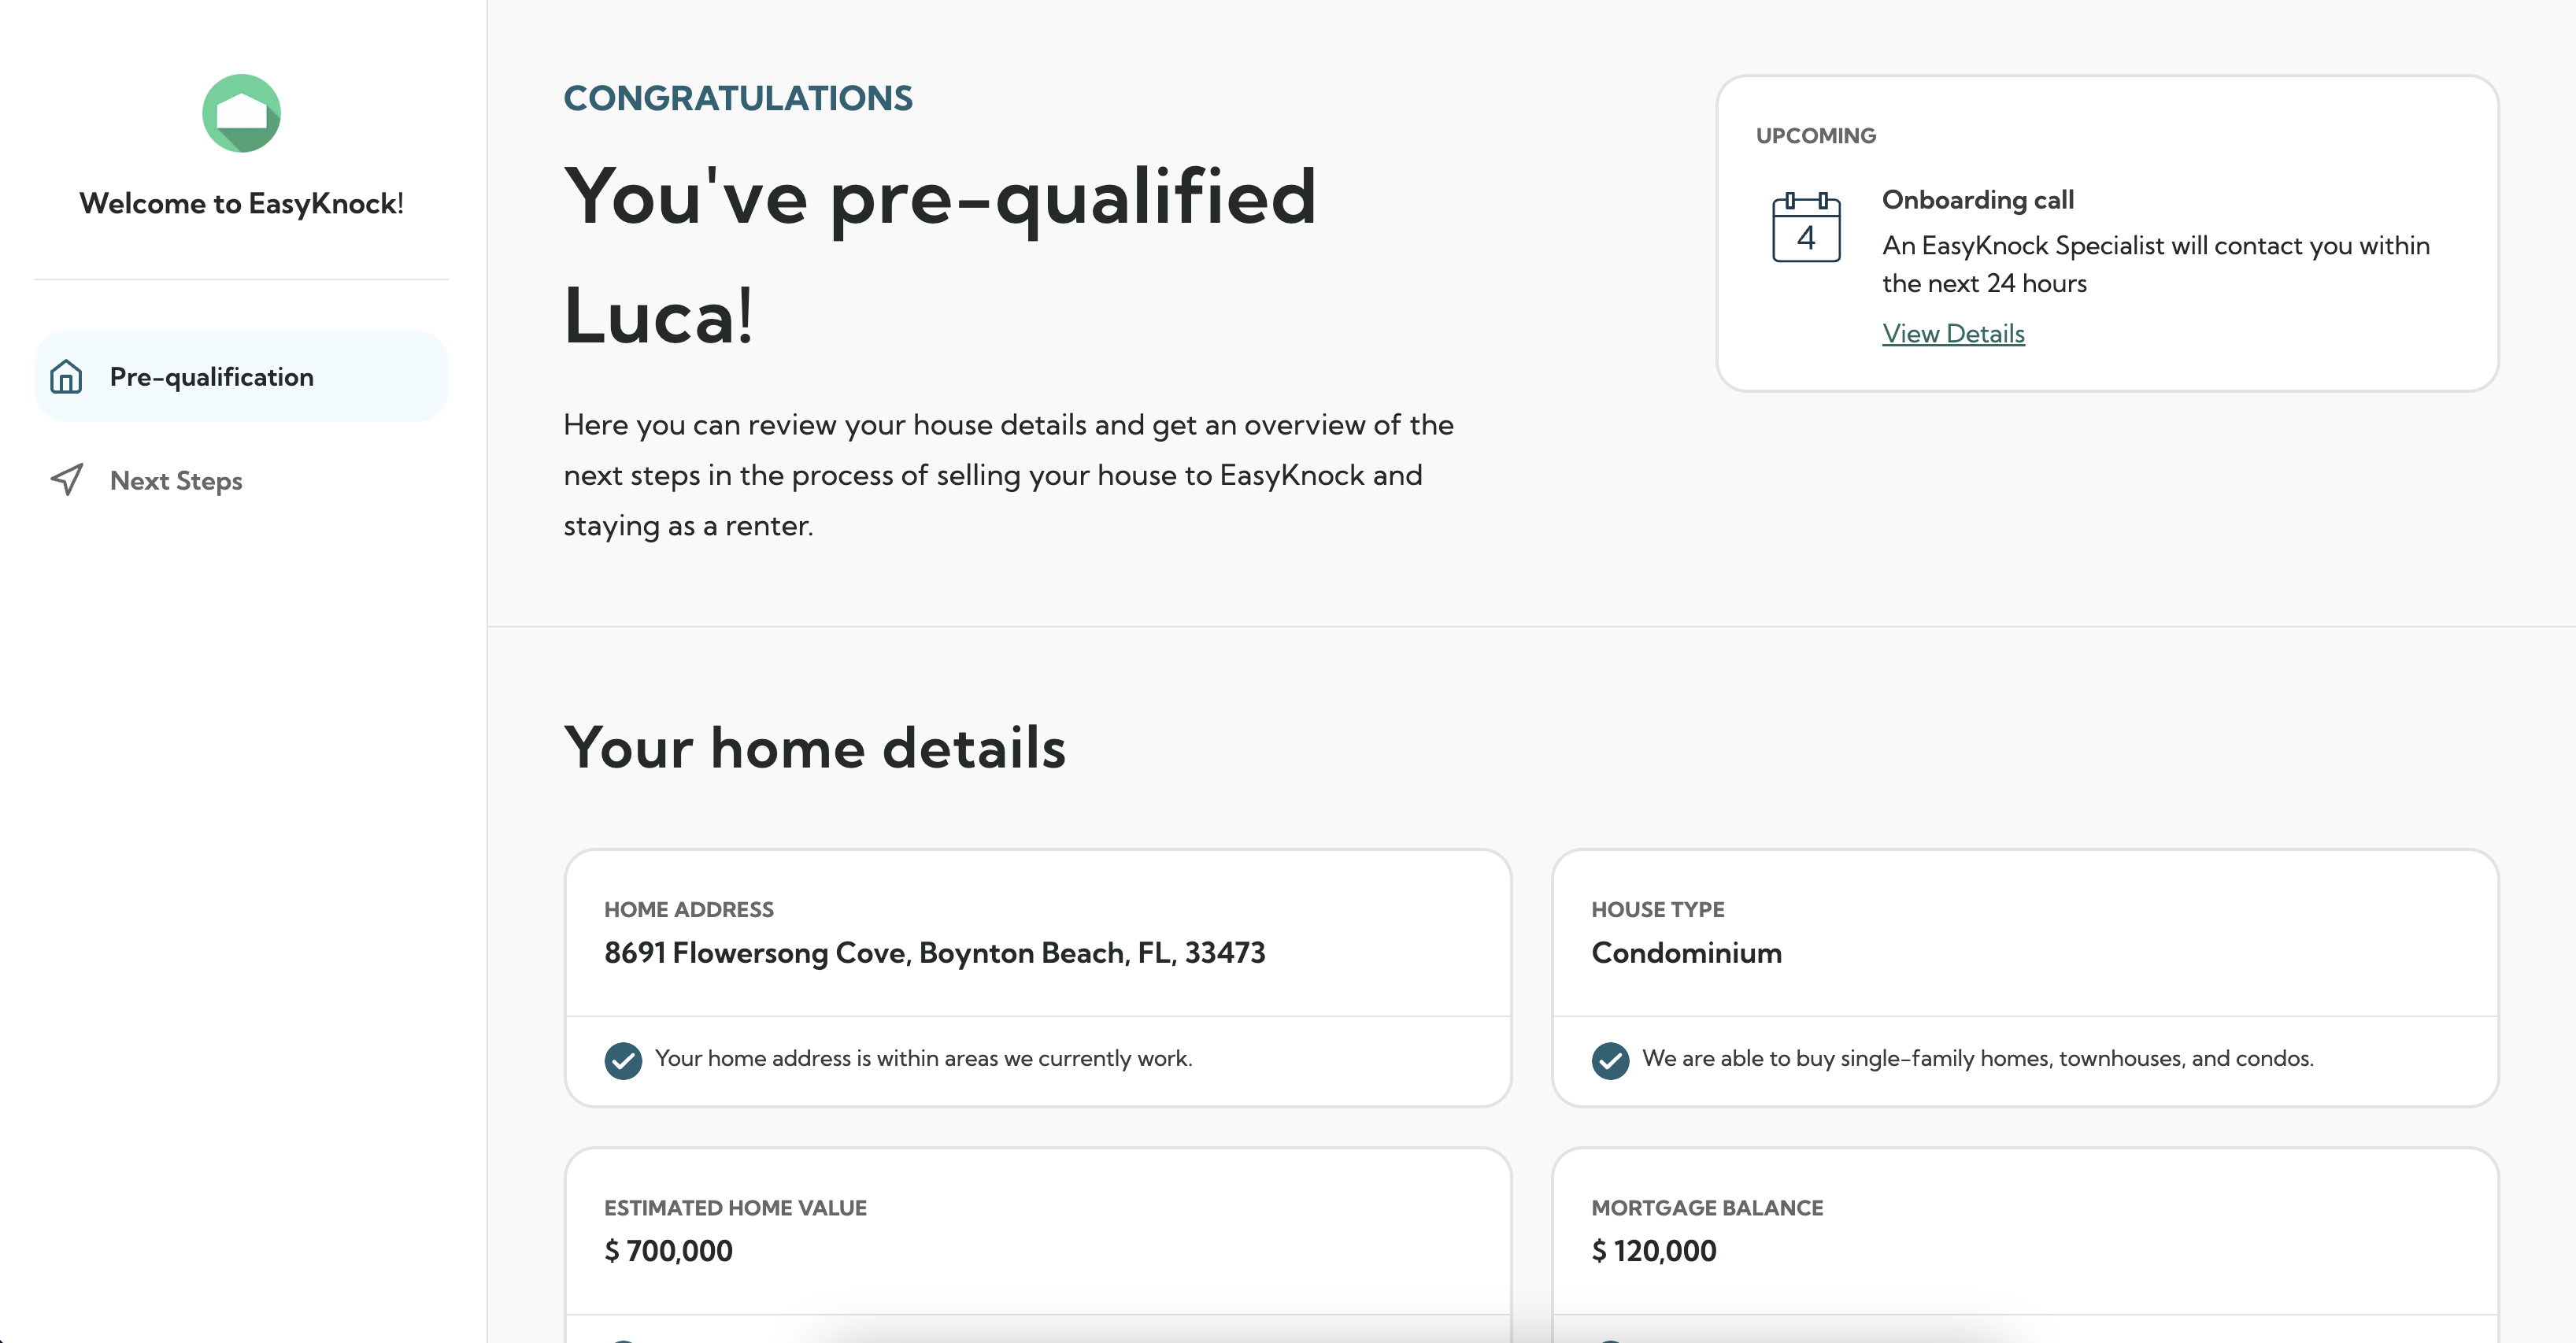 Welcome to EasyKnock!
Pre-qualification
Next Steps
CONGRATULATIONS
You've pre-qualified
Luca!
Here you can review your house details and get an overview of the
next steps in the process of selling your house to EasyKnock and
staying as a renter.
UPCOMING
4
Onboarding call
An EasyKnock Specialist will contact you within
the next 24 hours
View Details
Your home details
HOME ADDRESS
8691 Flowersong Cove, Boynton Beach, FL, 33473
Your home address is within areas we currently work.
HOUSE TYPE
Condominium
We are able to buy single-family homes, townhouses, and condos.
ESTIMATED HOME VALUE
$ 700,000
MORTGAGE BALANCE
$ 120,000